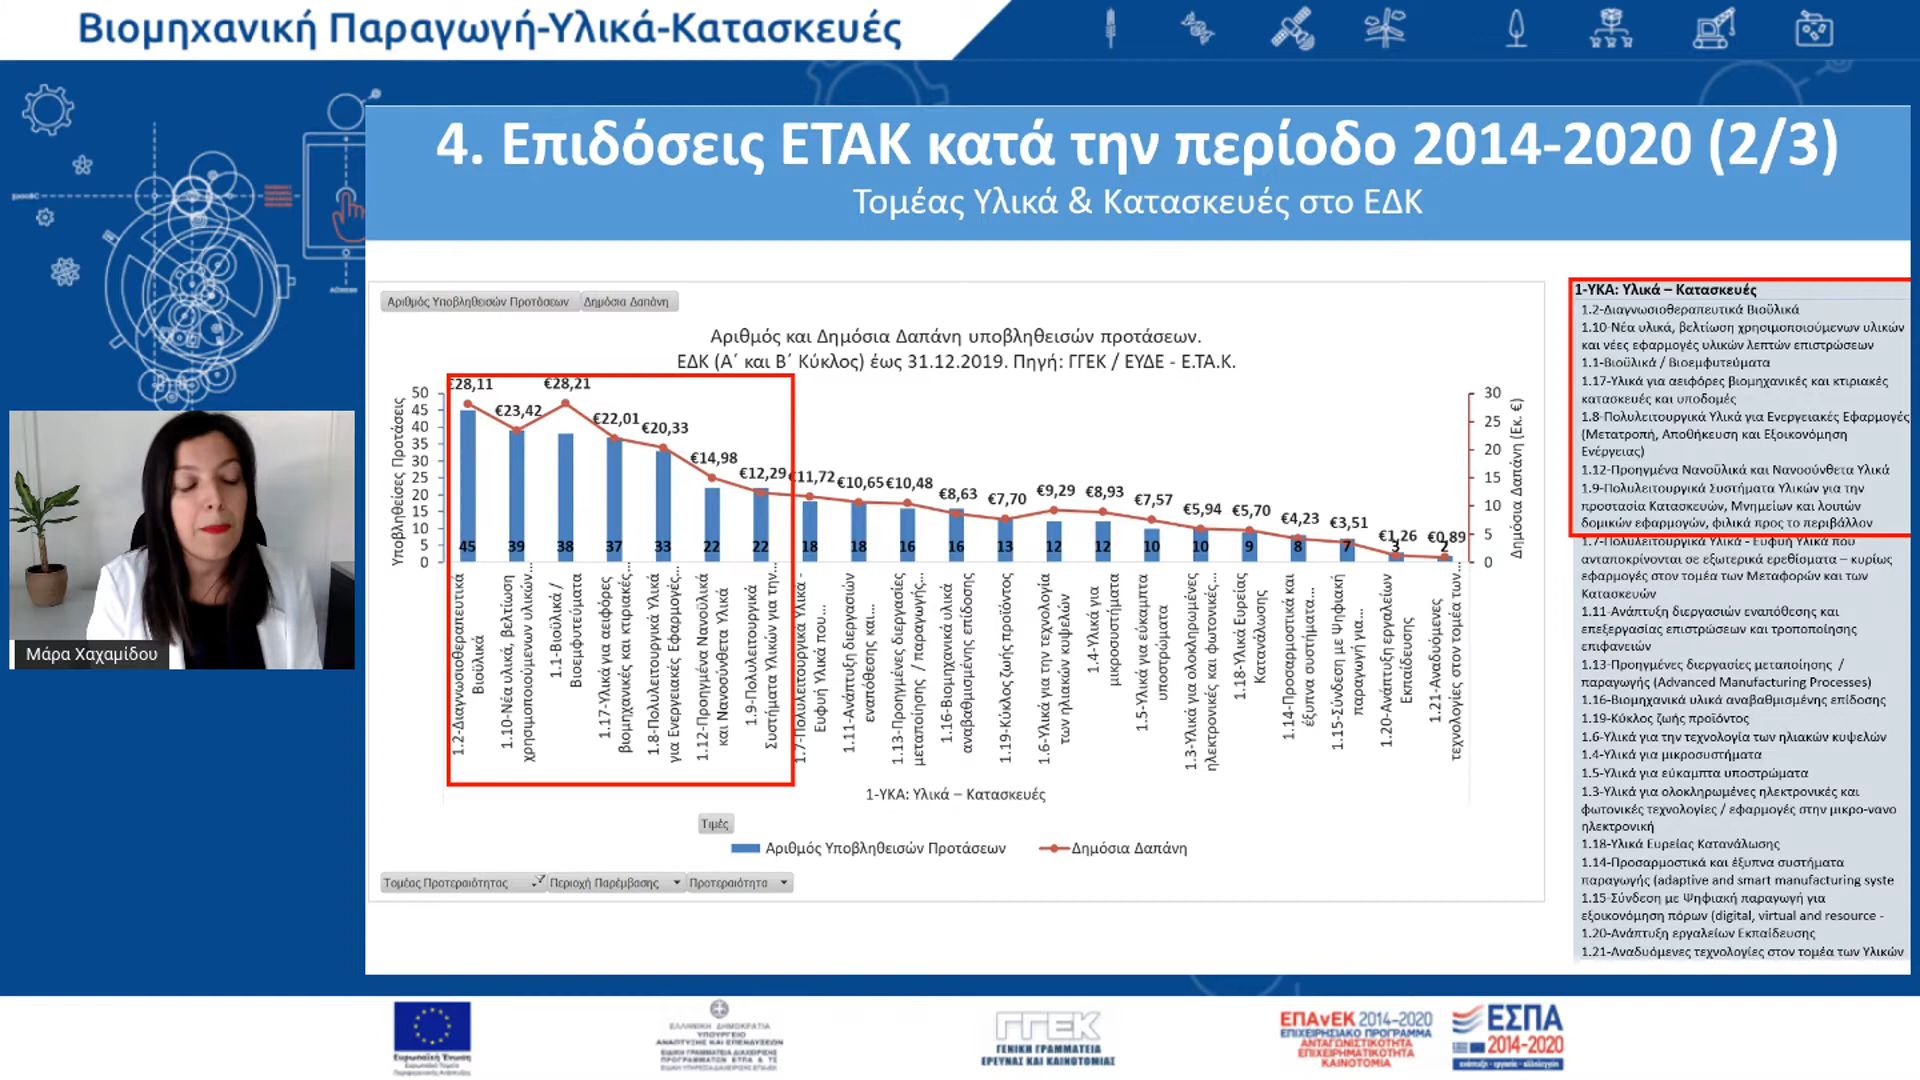 Βιομηχανική Παραγωγή-Υλικά-Κατασκευές
4. Επιδόσεις ΕΤΑΚ κατά την περίοδο 2014-2020 (2/3)
Τομέας Υλικά & Κατασκευές στο ΕΔΚ
Αριθμός Υποβληθεισών Προτάσεων
Δημόσια Δαπάνη
Αριθμός και Δημόσια Δαπάνη υποβληθεισών προτάσεων.
ΕΔΚ (Α΄ και Β΄ Κύκλος) έως 31.12.2019. Πηγή: ΓΓΕΚ / ΕΥΔΕ - Ε.ΤΑ.Κ.
Υποβληθείσες Προτάσεις
50
45
40
35
30
25
20
15
10
5
0
€28,11
€23,42
€28,21
€22,01
€20,33
€14,98
€12,29
€11,72
€10,65
€10,48
€8,63
€7,70
€9,29
€8,93
€7,57
€5,94
€5,70
€4,23
€3,51
€1,26
€0,89
45
39
38
37
33
22
22
18
18
16
16
13
12
12
10
10
9
8
7
3
2
30
25
20
15
10
5
0
Δημόσια Δαπάνη (Εκ. €)
1.2-Διαγνωσιοθεραπευτικά
Βιοϋλικά
1.10-Νέα υλικά, βελτίωση
χρησιμοποιούμενων υλικών...
1.1-Βιοϋλικά /
Βιοεμφυτεύματα
1.17-Υλικά για αειφόρες
βιομηχανικές και κτιριακές...
1.8-Πολυλειτουργικά Υλικά
για Ενεργειακές Εφαρμογές...
1.12-Προηγμένα Νανοϋλικά
και Νανοσύνθετα Υλικά
1.9-Πολυλειτουργικά
Συστήματα Υλικών για την...
1.7-Πολυλειτουργικά Υλικά -
Ευφυή Υλικά που...
1.11-Ανάπτυξη διεργασιών
εναπόθεσης και...
1.13-Προηγμένες διεργασίες
μεταποίησης / παραγωγής...
1.16-Βιομηχανικά υλικά
αναβαθμισμένης επίδοσης
1.19-Κύκλος ζωής προϊόντος
1.6-Υλικά για την τεχνολογία
των ηλιακών κυψελών
1.4-Υλικά για
μικροσυστήματα
1.5-Υλικά για εύκαμπτα
υποστρώματα
1.3-Υλικά για ολοκληρωμένες
ηλεκτρονικές και φωτονικές...
1.18-Υλικά Ευρείας
Κατανάλωσης
1.14-Προσαρμοστικά και
έξυπνα συστήματα...
1.15-Σύνδεση με Ψηφιακή
παραγωγή για...
1.20-Ανάπτυξη εργαλείων
Εκπαίδευσης
1.21-Αναδυόμενες
τεχνολογίες στον τομέα των...
1-ΥΚΑ: Υλικά – Κατασκευές
Τιμές
Αριθμός Υποβληθεισών Προτάσεων
Δημόσια Δαπάνη
Τομέας Προτεραιότητας
Περιοχή Παρέμβασης
Προτεραιότητα
1-ΥΚΑ: Υλικά – Κατασκευές
1.2-Διαγνωσιοθεραπευτικά Βιοϋλικά
1.10-Νέα υλικά, βελτίωση χρησιμοποιούμενων υλικών
και νέες εφαρμογές υλικών λεπτών επιστρώσεων
1.1-Βιοϋλικά / Βιοεμφυτεύματα
1.17-Υλικά για αειφόρες βιομηχανικές και κτιριακές
κατασκευές και υποδομές
1.8-Πολυλειτουργικά Υλικά για Ενεργειακές Εφαρμογές
(Μετατροπή, Αποθήκευση και Εξοικονόμηση
Ενέργειας)
1.12-Προηγμένα Νανοϋλικά και Νανοσύνθετα Υλικά
1.9-Πολυλειτουργικά Συστήματα Υλικών για την
προστασία Κατασκευών, Μνημείων και λοιπών
δομικών εφαρμογών, φιλικά προς το περιβάλλον
1.7-Πολυλειτουργικά Υλικά - Ευφυή Υλικά που
ανταποκρίνονται σε εξωτερικά ερεθίσματα – κυρίως
εφαρμογές στον τομέα των Μεταφορών και των
Κατασκευών
1.11-Ανάπτυξη διεργασιών εναπόθεσης και
επεξεργασίας επιστρώσεων και τροποποίησης
επιφανειών
1.13-Προηγμένες διεργασίες μεταποίησης /
παραγωγής (Advanced Manufacturing Processes)
1.16-Βιομηχανικά υλικά αναβαθμισμένης επίδοσης
1.19-Κύκλος ζωής προϊόντος
1.6-Υλικά για την τεχνολογία των ηλιακών κυψελών
1.4-Υλικά για μικροσυστήματα
1.5-Υλικά για εύκαμπτα υποστρώματα
1.3-Υλικά για ολοκληρωμένες ηλεκτρονικές και
φωτονικές τεχνολογίες / εφαρμογές στην μικρο-νανο
ηλεκτρονική
1.18-Υλικά Ευρείας Κατανάλωσης
1.14-Προσαρμοστικά και έξυπνα συστήματα
παραγωγής (adaptive and smart manufacturing syste
1.15-Σύνδεση με Ψηφιακή παραγωγή για
εξοικονόμηση πόρων (digital, virtual and resource -
1.20-Ανάπτυξη εργαλείων Εκπαίδευσης
1.21-Αναδυόμενες τεχνολογίες στον τομέα των Υλικών
Μάρα Χαχαμίδου
Ευρωπαϊκή Ένωση
Ευρωπαϊκό Ταμείο
Περιφερειακής Ανάπτυξης
ΕΛΛΗΝΙΚΗ ΔΗΜΟΚΡΑΤΙΑ
ΥΠΟΥΡΓΕΙΟ
ΑΝΑΠΤΥΞΗΣ ΚΑΙ ΕΠΕΝΔΥΣΕΩΝ
ΓΓΕΚ
ΓΕΝΙΚΗ ΓΡΑΜΜΑΤΕΙΑ
ΕΡΕΥΝΑΣ ΚΑΙ ΚΑΙΝΟΤΟΜΙΑΣ
ΕΠΑνΕΚ 2014-2020
ΕΠΙΧΕΙΡΗΣΙΑΚΟ ΠΡΟΓΡΑΜΜΑ
ΑΝΤΑΓΩΝΙΣΤΙΚΟΤΗΤΑ
ΕΠΙΧΕΙΡΗΜΑΤΙΚΟΤΗΤΑ
ΚΑΙΝΟΤΟΜΙΑ
ΕΣΠΑ
2014-2020
ανάπτυξη - εργασία - αλληλεγγύη